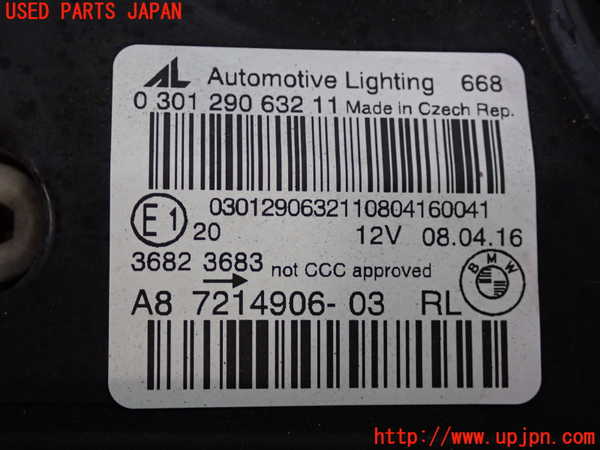 USED PARTS JAPAN
AL Automotive Lighting 668
0 301 290 632 11 Made in Czech Rep.
0301290632110804160041
E1 20 12V 08.04.16
3682 3683 not CCC approved
BMW
A8 7214906-03 RL
http://www.upjpn.com/